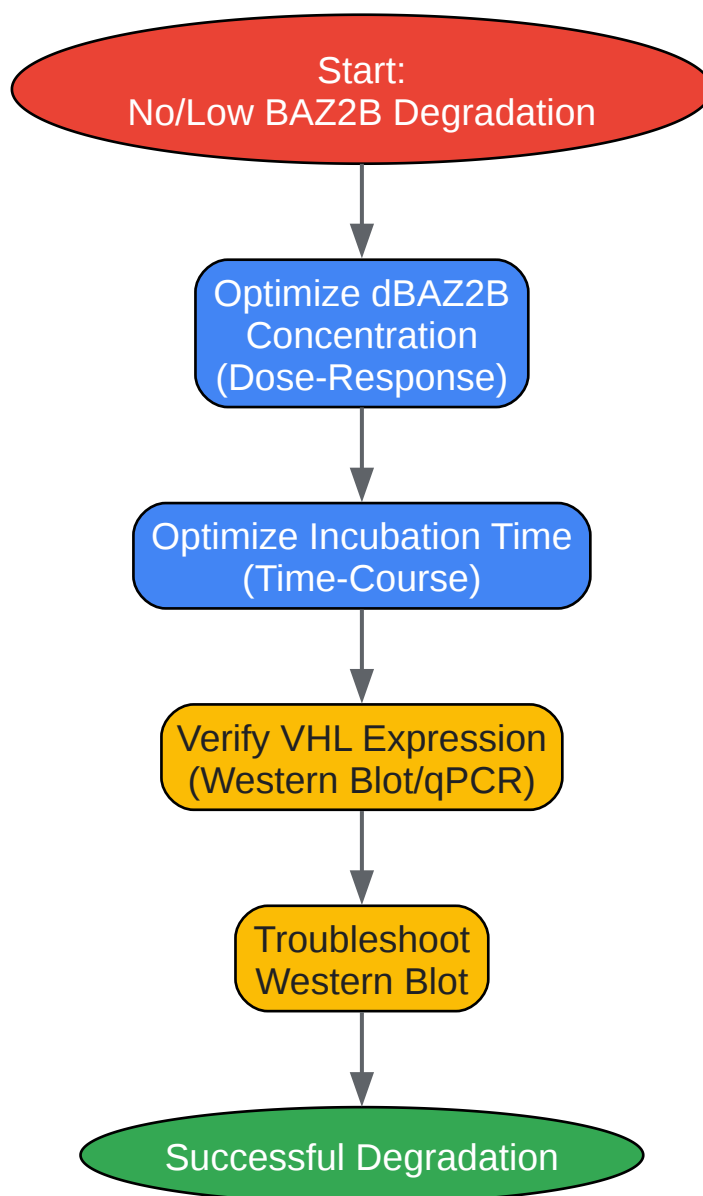 Start:
No/Low BAZ2B Degradation
Optimize dBAZ2B
Concentration
(Dose-Response)
Optimize Incubation Time
(Time-Course)
Verify VHL Expression
(Western Blot/qPCR)
Troubleshoot
Western Blot
Successful Degradation